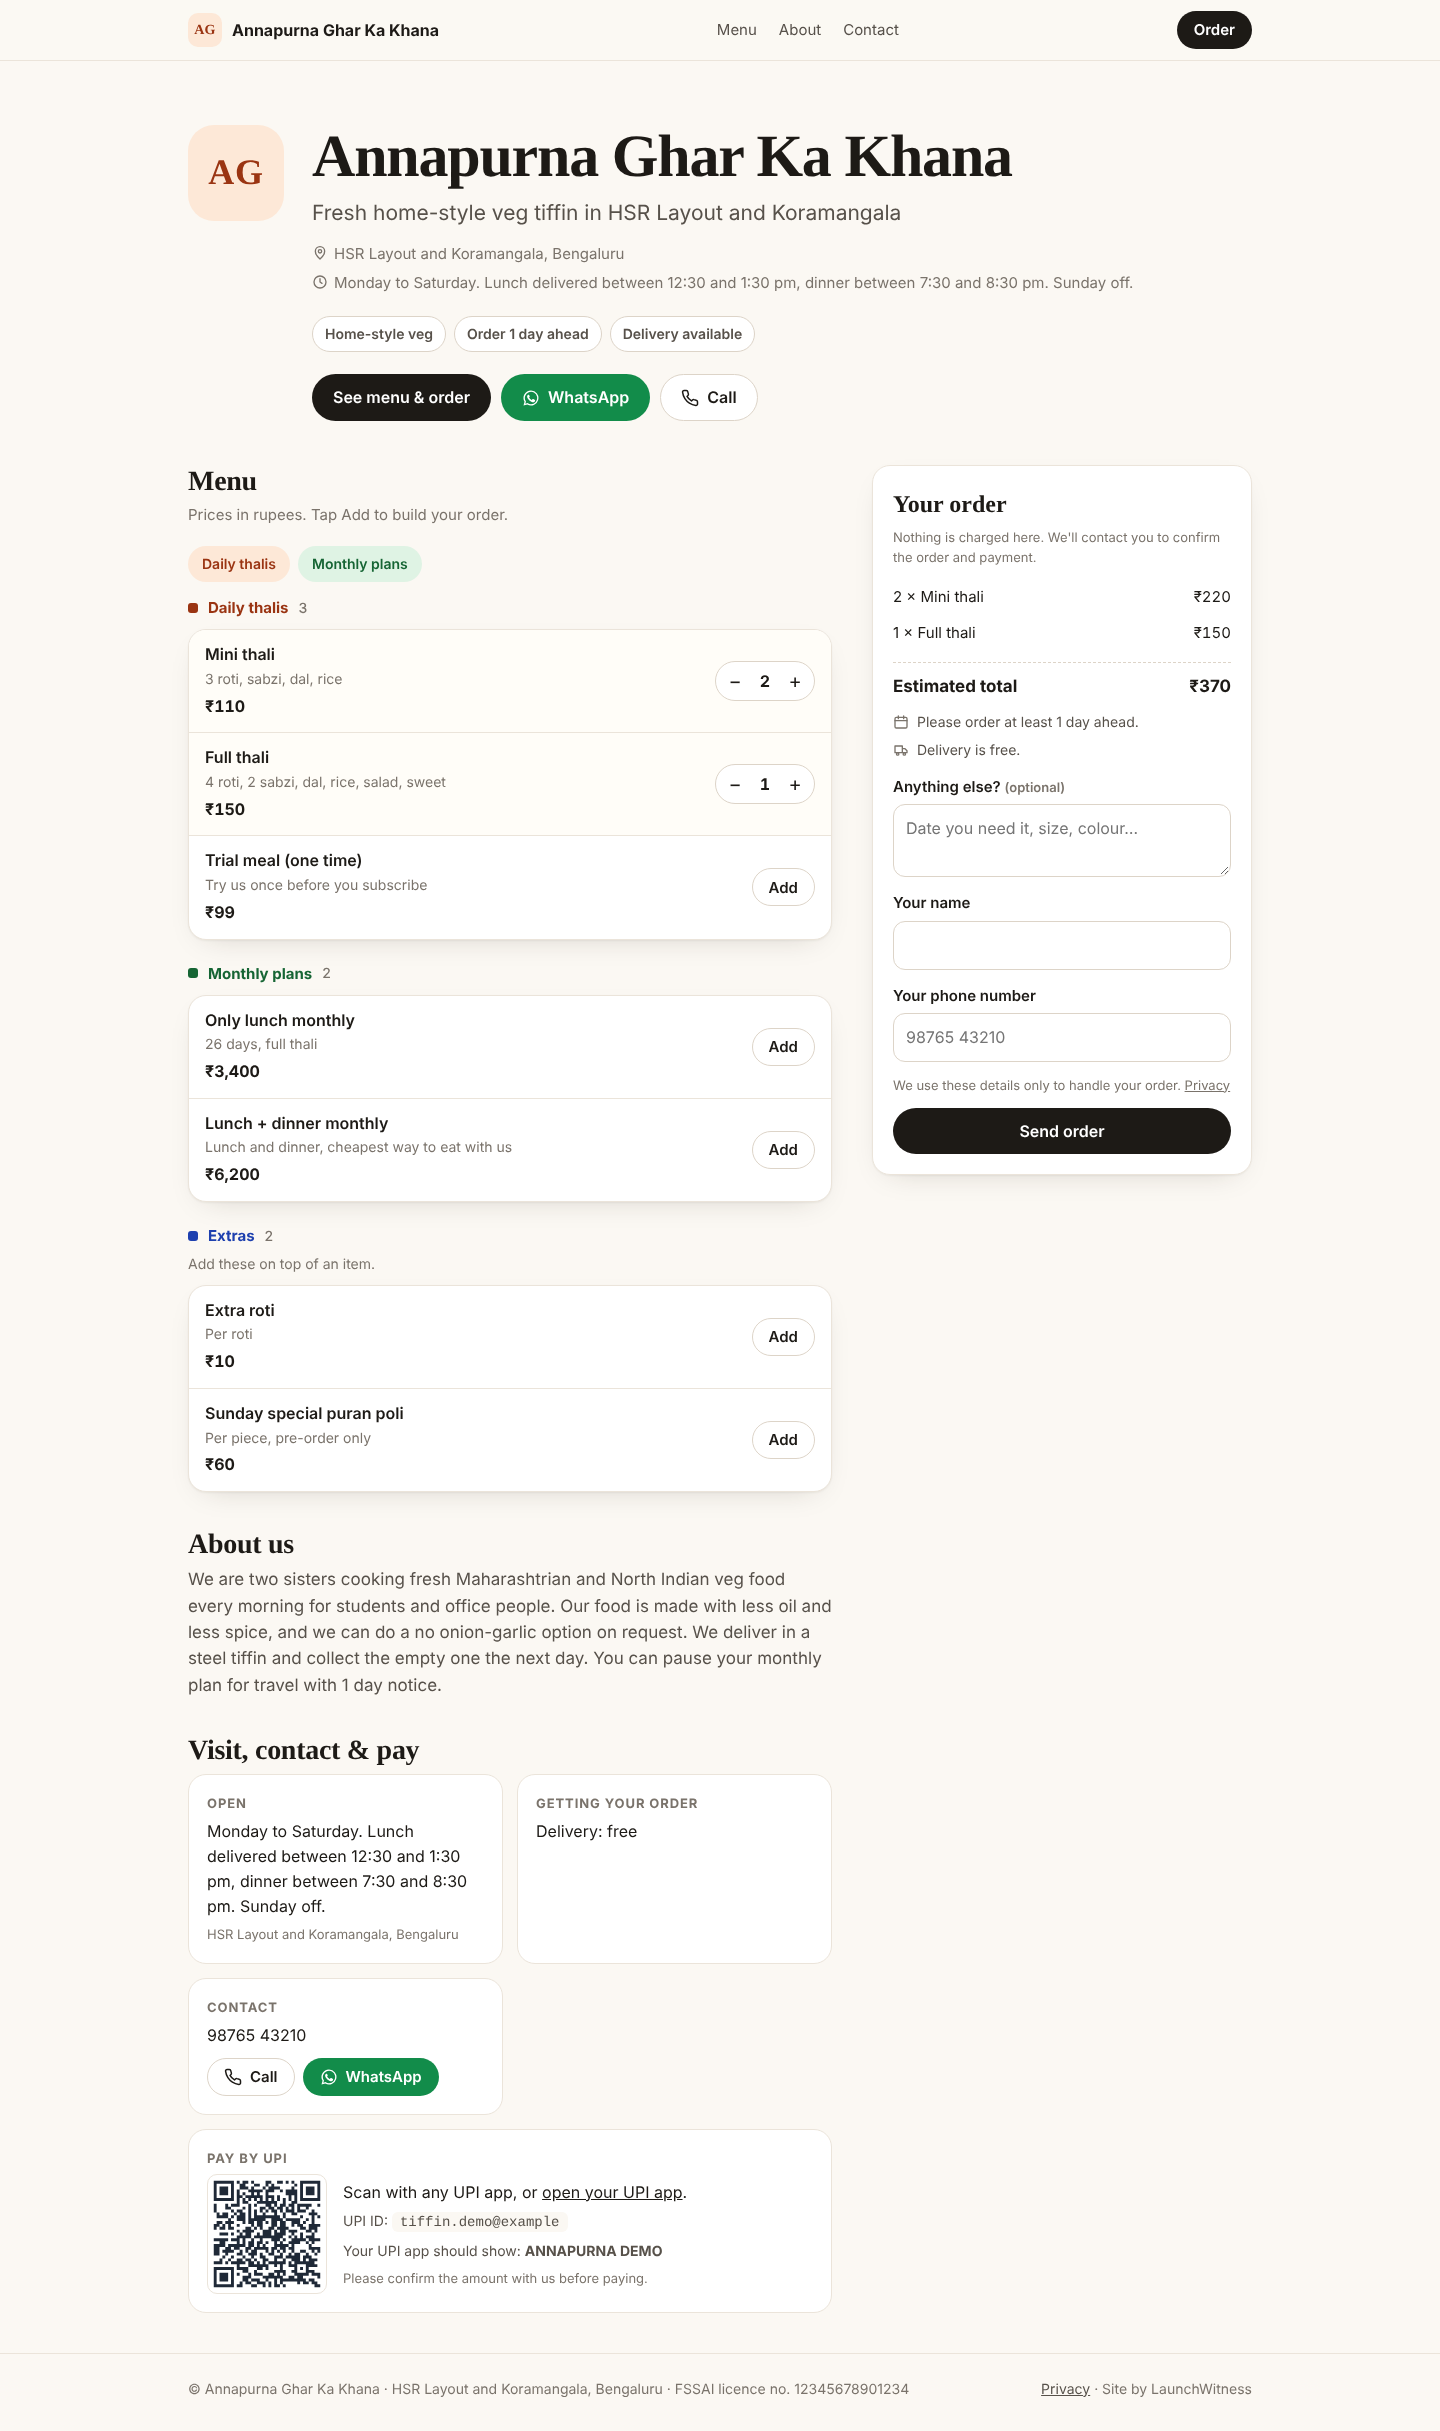 AG Annapurna Ghar Ka Khana
Menu About Contact
Order
AG
Annapurna Ghar Ka Khana
Fresh home-style veg tiffin in HSR Layout and Koramangala
HSR Layout and Koramangala, Bengaluru
Monday to Saturday. Lunch delivered between 12:30 and 1:30 pm, dinner between 7:30 and 8:30 pm. Sunday off.
Home-style veg Order 1 day ahead Delivery available
See menu & order WhatsApp Call
Menu
Prices in rupees. Tap Add to build your order.
Daily thalis Monthly plans
Daily thalis 3
Mini thali
3 roti, sabzi, dal, rice
₹110
− 2 +
Full thali
4 roti, 2 sabzi, dal, rice, salad, sweet
₹150
− 1 +
Trial meal (one time)
Try us once before you subscribe
₹99
Add
Monthly plans 2
Only lunch monthly
26 days, full thali
₹3,400
Add
Lunch + dinner monthly
Lunch and dinner, cheapest way to eat with us
₹6,200
Add
Extras 2
Add these on top of an item.
Extra roti
Per roti
₹10
Add
Sunday special puran poli
Per piece, pre-order only
₹60
Add
Your order
Nothing is charged here. We'll contact you to confirm
the order and payment.
2 × Mini thali ₹220
1 × Full thali ₹150
Estimated total ₹370
Please order at least 1 day ahead.
Delivery is free.
Anything else? (optional)
Date you need it, size, colour...
Your name
Your phone number
98765 43210
We use these details only to handle your order. Privacy
Send order
About us
We are two sisters cooking fresh Maharashtrian and North Indian veg food
every morning for students and office people. Our food is made with less oil and
less spice, and we can do a no onion-garlic option on request. We deliver in a
steel tiffin and collect the empty one the next day. You can pause your monthly
plan for travel with 1 day notice.
Visit, contact & pay
OPEN
Monday to Saturday. Lunch
delivered between 12:30 and 1:30
pm, dinner between 7:30 and 8:30
pm. Sunday off.
HSR Layout and Koramangala, Bengaluru
GETTING YOUR ORDER
Delivery: free
CONTACT
98765 43210
Call WhatsApp
PAY BY UPI
Scan with any UPI app, or open your UPI app.
UPI ID: tiffin.demo@example
Your UPI app should show: ANNAPURNA DEMO
Please confirm the amount with us before paying.
© Annapurna Ghar Ka Khana · HSR Layout and Koramangala, Bengaluru · FSSAI licence no. 12345678901234
Privacy · Site by LaunchWitness